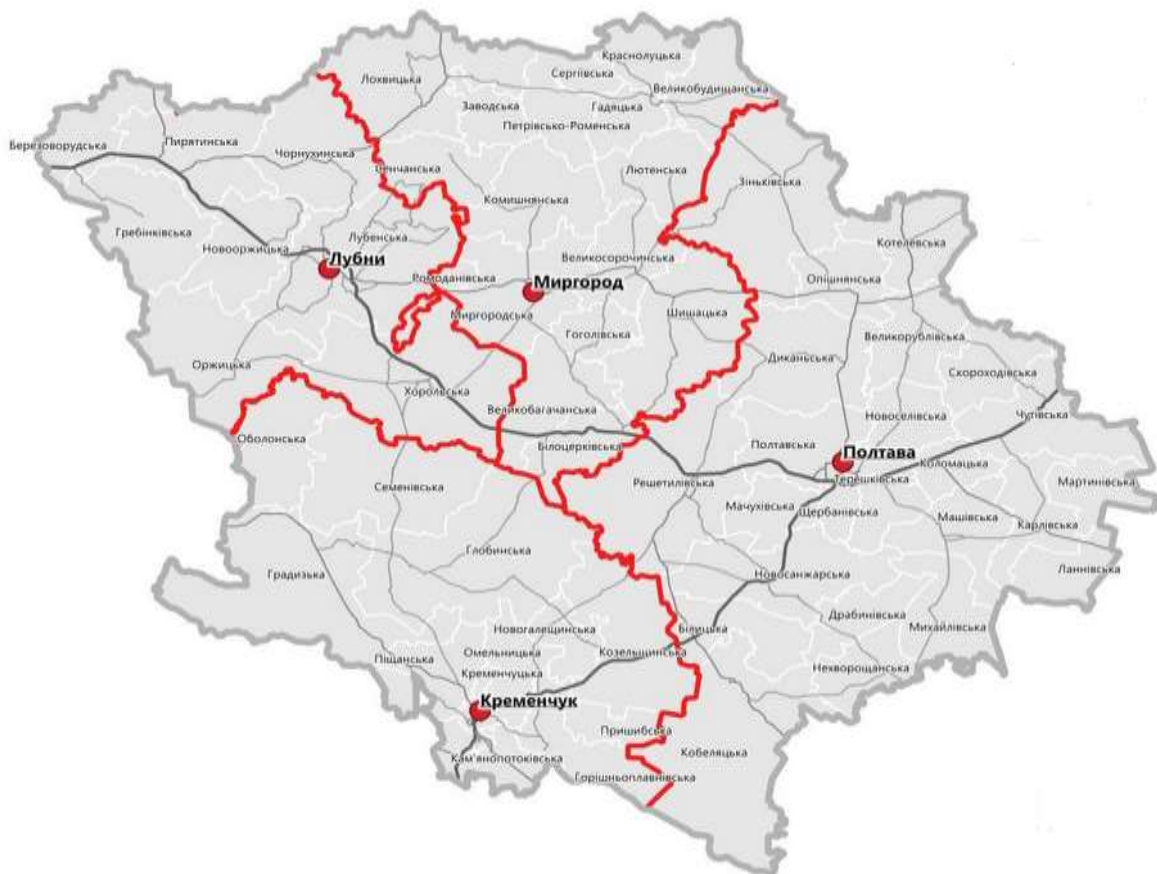 Краснолуцька
Лохвицька
Сергіївська
Великобудищанська
Заводська
Гадяцька
Петрівсько-Роменська
Березоворудська
Пирятинська
Чорнухинська
Сенчанська
Лютенська
Зіньківська
Комишнянська
Гребінківська
Новооржицька
Лубенська
Котелевська
Лубни
Великосорочинська
Ромоданівська
Миргород
Опішнянська
Миргородська
Шишацька
Гоголівська
Великорублівська
Оржицька
Диканьська
Скороходівська
Хорольська
Великобагачанська
Новоселівська
Чутівська
Оболонська
Білоцерківська
Полтавська
Полтава
Коломацька
Семенівська
Решетилівська
Терешківська
Мартинівська
Мачухівська
Щербанівська
Машівська
Карлівська
Глобинська
Градизька
Новосанжарська
Ланнівська
Драбинівська
Новогалещинська
Білицька
Михайлівська
Омельницька
Козельщинська
Піщанська
Кременчуцька
Нехворощанська
Кременчук
Пришибська
Кобеляцька
Кам'янопотоківська
Горішньоплавнівська